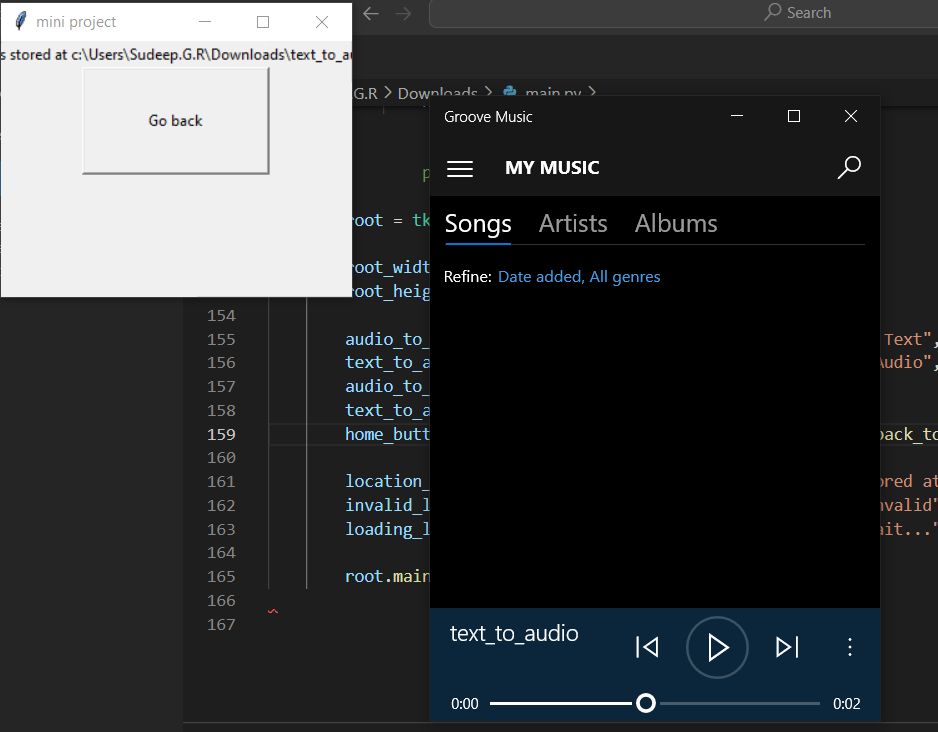 mini project
s stored at c:\Users\Sudeep.G.R\Downloads\text_to_au
Go back
Search
G.R > Downloads > main.py >
Groove Music
MY MUSIC
Songs Artists Albums
Refine: Date added, All genres
p
root = tk
root_widt
root_heig
154
155 audio_to_ Text",
156 text_to_a Audio",
157 audio_to_
158 text_to_a
159 home_butt back_to
160
161 location_ ored at
162 invalid_l nvalid"
163 loading_l ait..."
164
165 root.main
166
167
text_to_audio
0:00 0:02